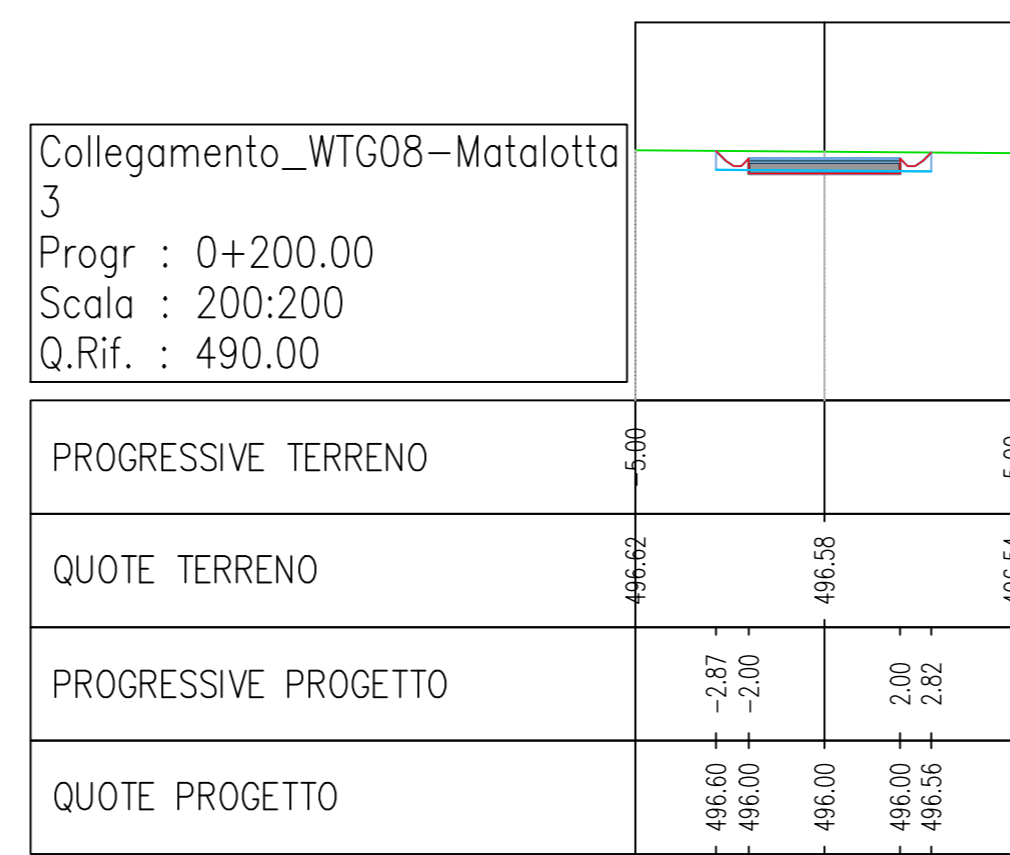 Collegamento_WTG08-Matalotta
3
Progr : 0+200.00
Scala : 200:200
Q.Rif. : 490.00
PROGRESSIVE TERRENO -5.00
QUOTE TERRENO 496.62 496.58
PROGRESSIVE PROGETTO -2.87 -2.00 2.00 2.82
QUOTE PROGETTO 496.60 496.00 496.00 496.00 496.56